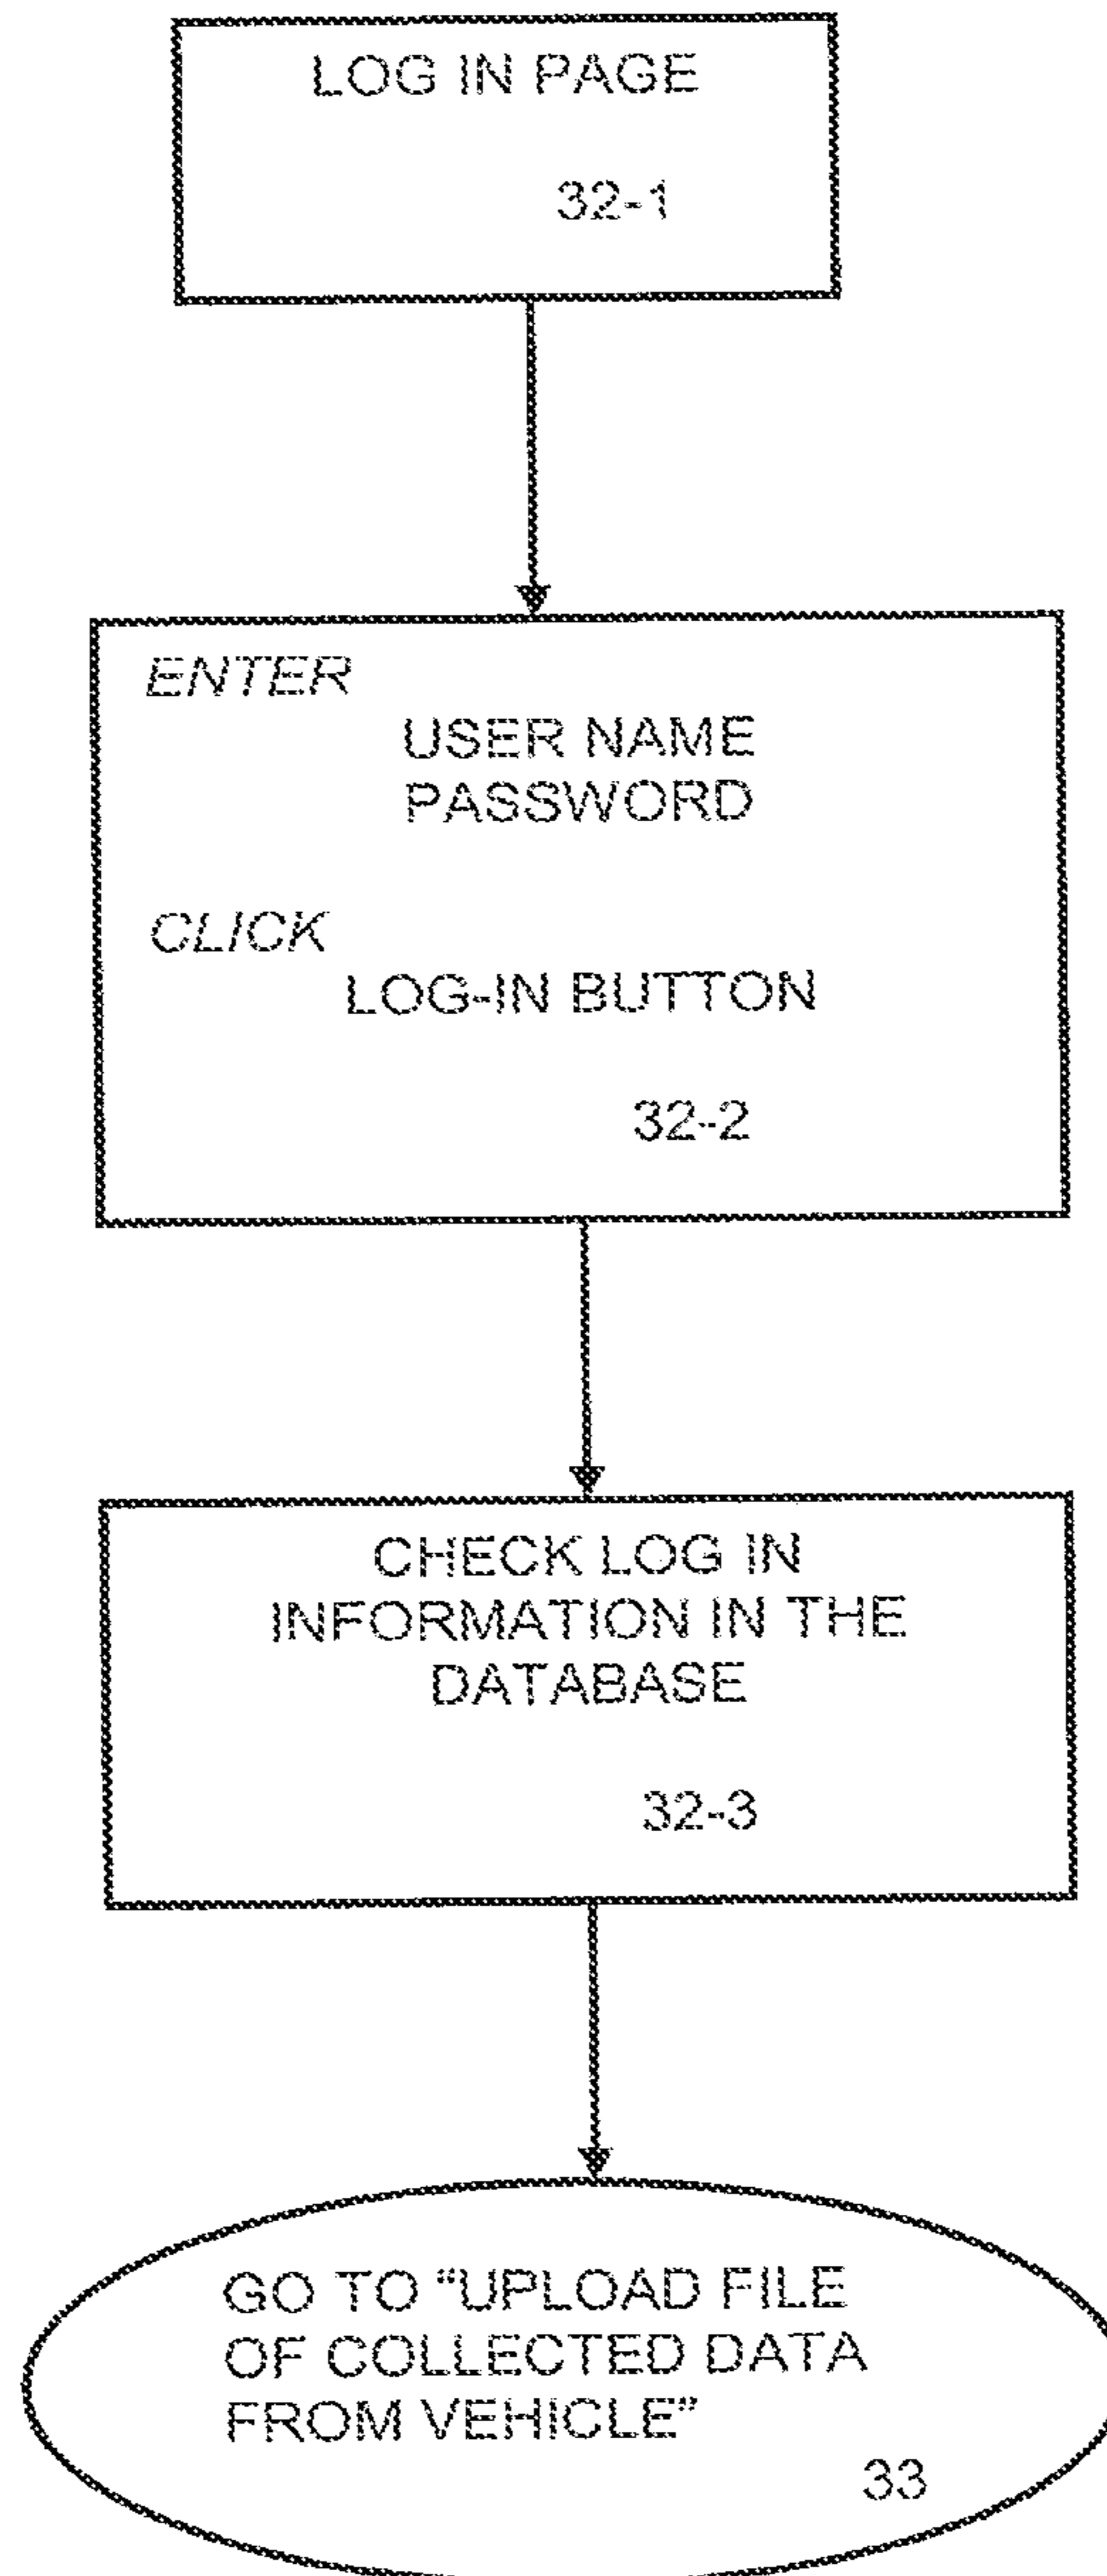 LOG IN PAGE
32-1
ENTER
USER NAME
PASSWORD
CLICK
LOG-IN BUTTON
32-2
CHECK LOG IN
INFORMATION IN THE
DATABASE
32-3
GO TO “UPLOAD FILE
OF COLLECTED DATA
FROM VEHICLE”
33